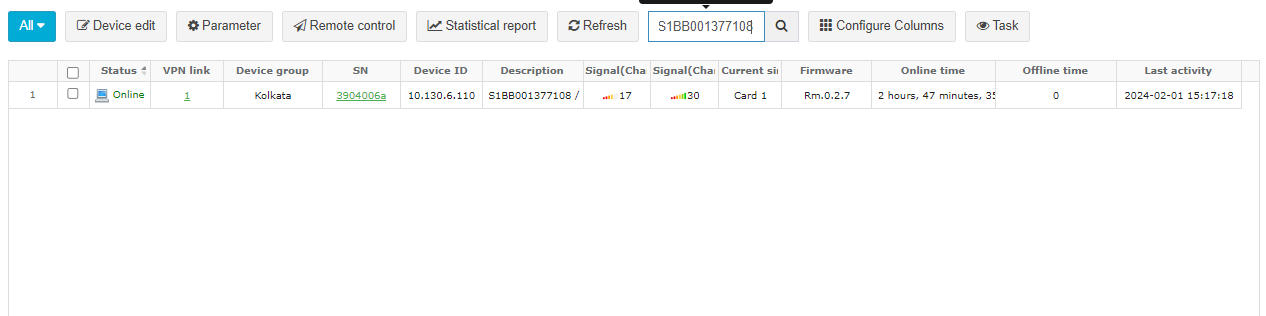 All Device edit Parameter Remote control Statistical report Refresh S1BB001377108 Configure Columns Task
Status VPN link Device group SN Device ID Description Signal(Cha Signal(Cha Current si Firmware Online time Offline time Last activity
1 Online 1 Kolkata 3904006a 10.130.6.110 S1BB001377108 / 17 30 Card 1 Rm.0.2.7 2 hours, 47 minutes, 35 0 2024-02-01 15:17:18